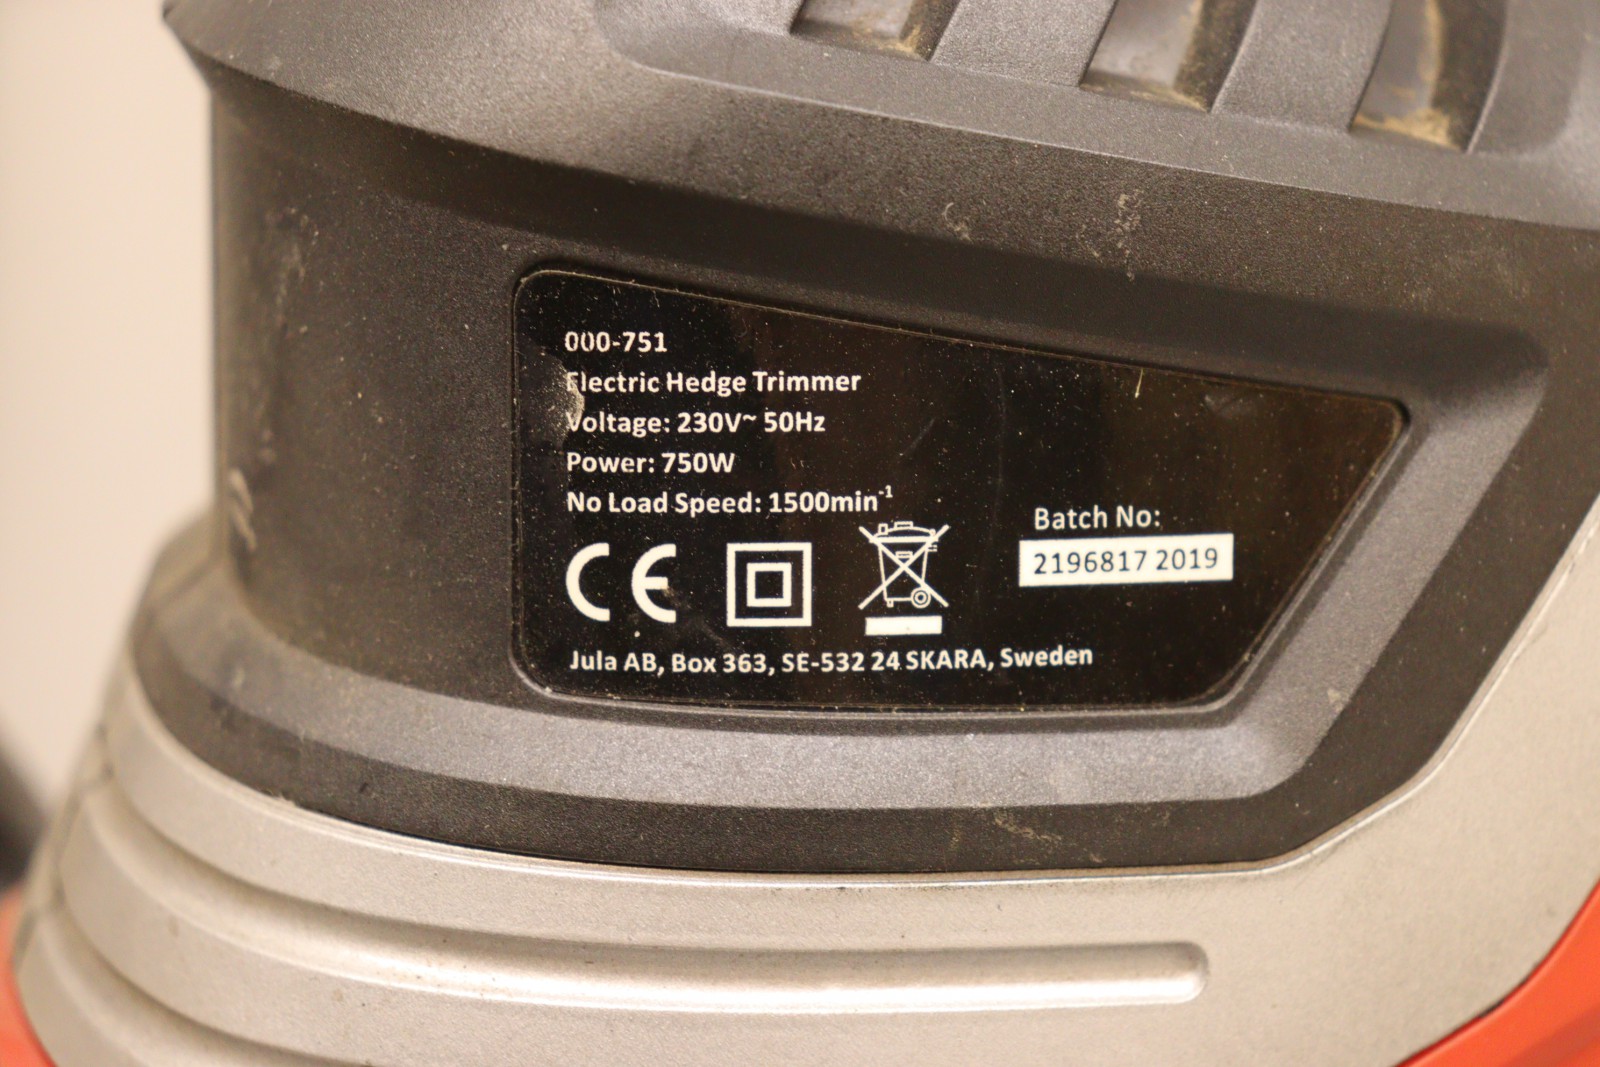 000-751
Electric Hedge Trimmer
Voltage: 230V~ 50Hz
Power: 750W
No Load Speed: 1500min⁻¹
CE
Batch No:
2196817 2019
Jula AB, Box 363, SE-532 24 SKARA, Sweden